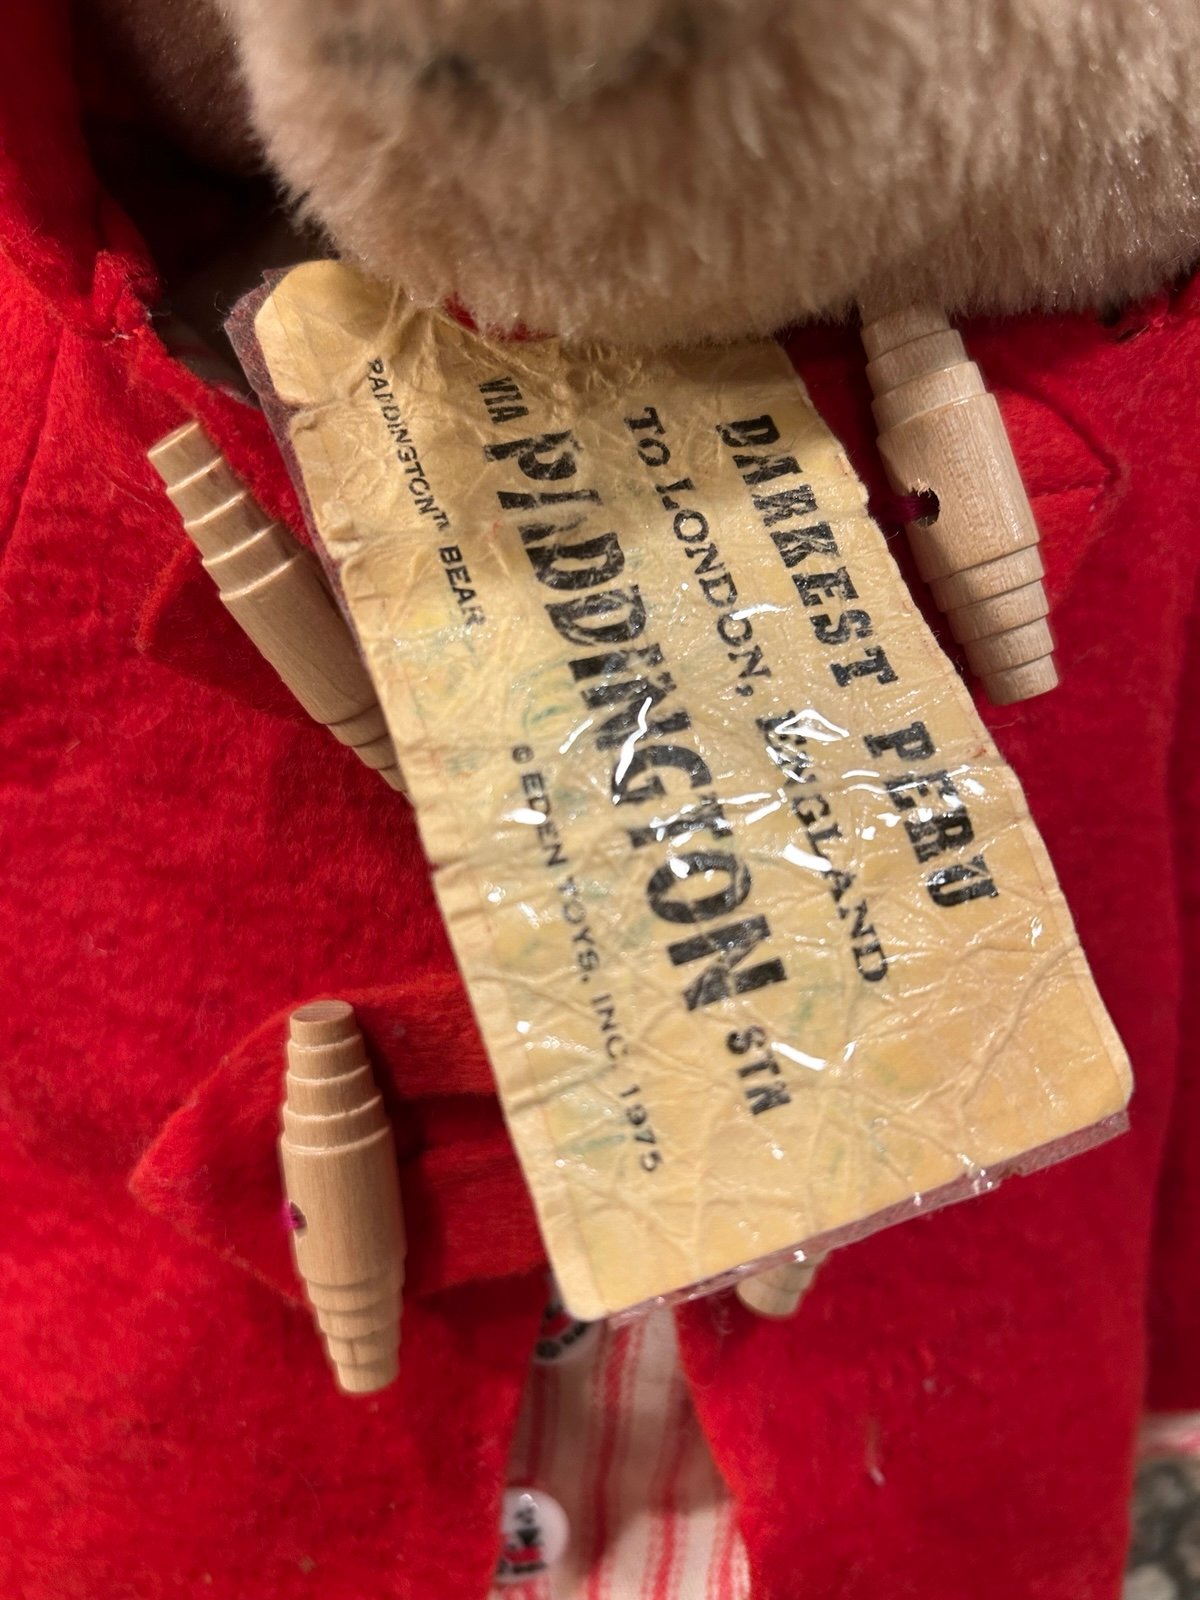 DARKEST PERU
TO LONDON, ENGLAND
VIA PADDINGTON STN
PADDINGTON™ BEAR
© EDEN TOYS, INC. 1975